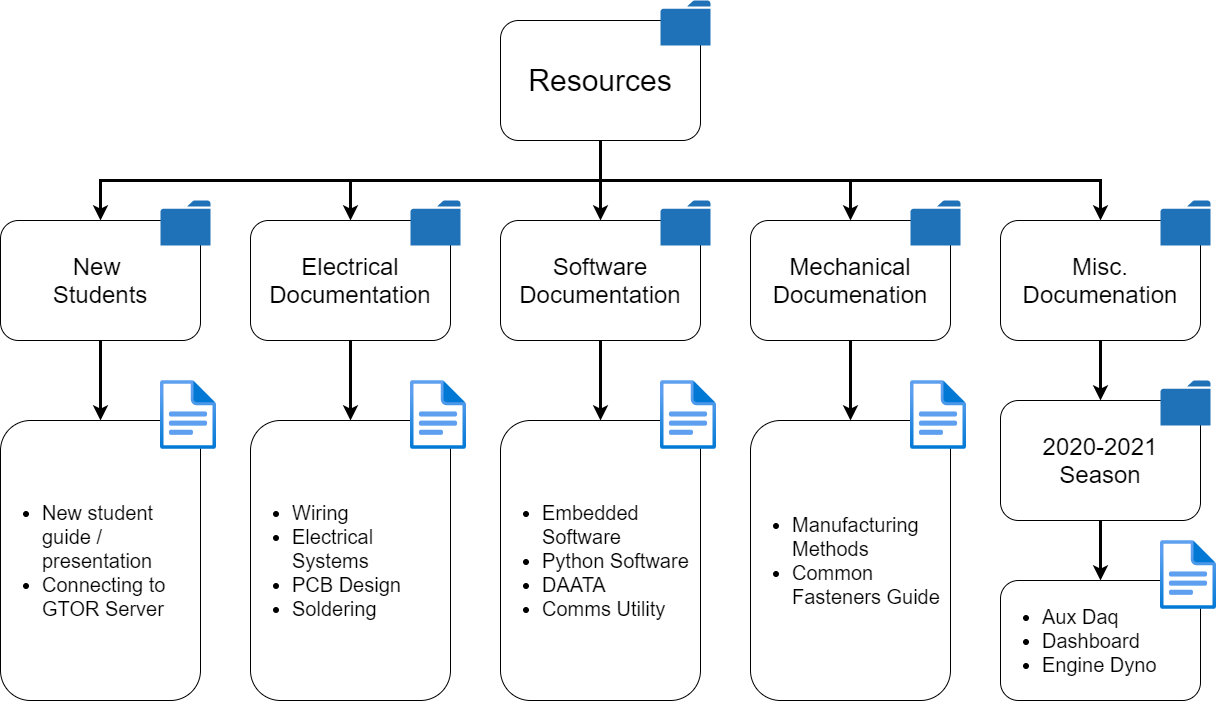 Resources
New
Students
Electrical
Documentation
Software
Documentation
Mechanical
Documenation
Misc.
Documenation
2020-2021
Season
New student
guide /
presentation
Connecting to
GTOR Server
Wiring
Electrical
Systems
PCB Design
Soldering
Embedded
Software
Python Software
DAATA
Comms Utility
Manufacturing
Methods
Common
Fasteners Guide
Aux Daq
Dashboard
Engine Dyno